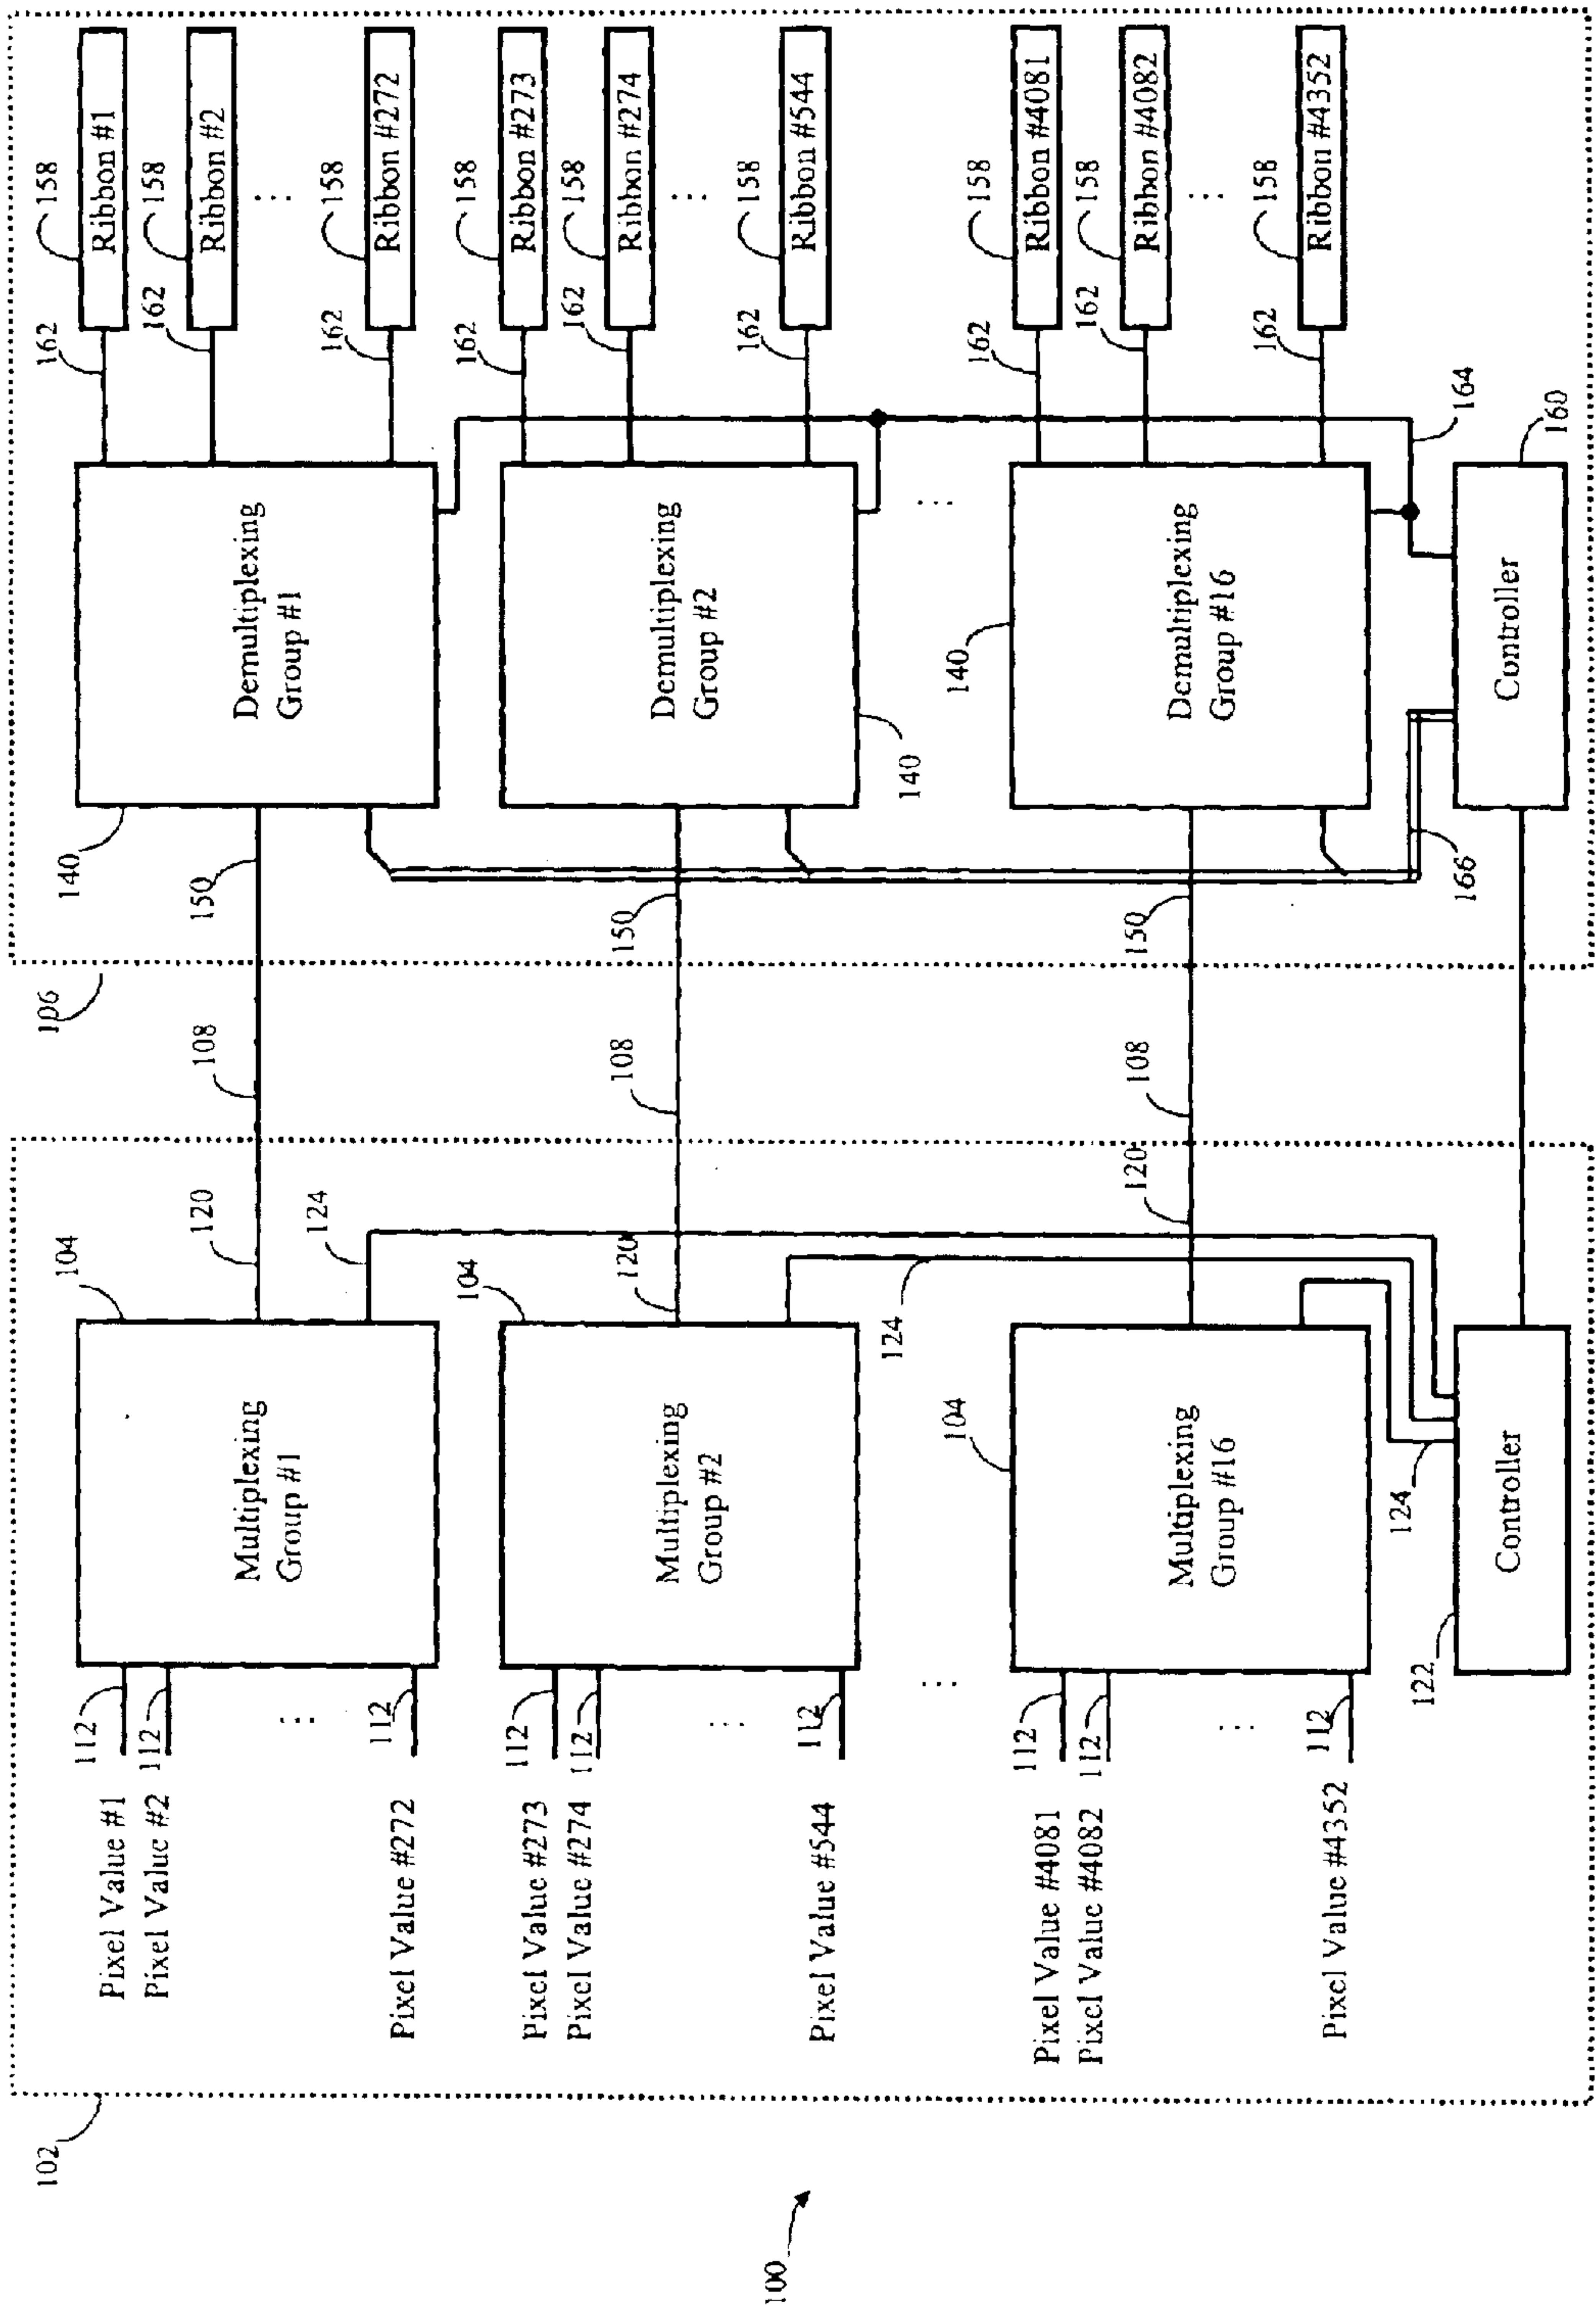 100
102
106
Pixel Value #1
112
Pixel Value #2
112
Pixel Value #272
112
Multiplexing
Group #1
104
120
124
108
150
140
Demultiplexing
Group #1
162
158
Ribbon #1
162
158
Ribbon #2
162
158
Ribbon #272
Pixel Value #273
112
Pixel Value #274
112
Pixel Value #544
112
Multiplexing
Group #2
104
120
124
108
150
140
Demultiplexing
Group #2
162
158
Ribbon #273
162
158
Ribbon #274
162
158
Ribbon #544
Pixel Value #4081
112
Pixel Value #4082
112
Pixel Value #4352
112
Multiplexing
Group #16
104
120
124
108
150
140
Demultiplexing
Group #16
162
158
Ribbon #4081
162
158
Ribbon #4082
162
158
Ribbon #4352
122
Controller
166
164
160
Controller